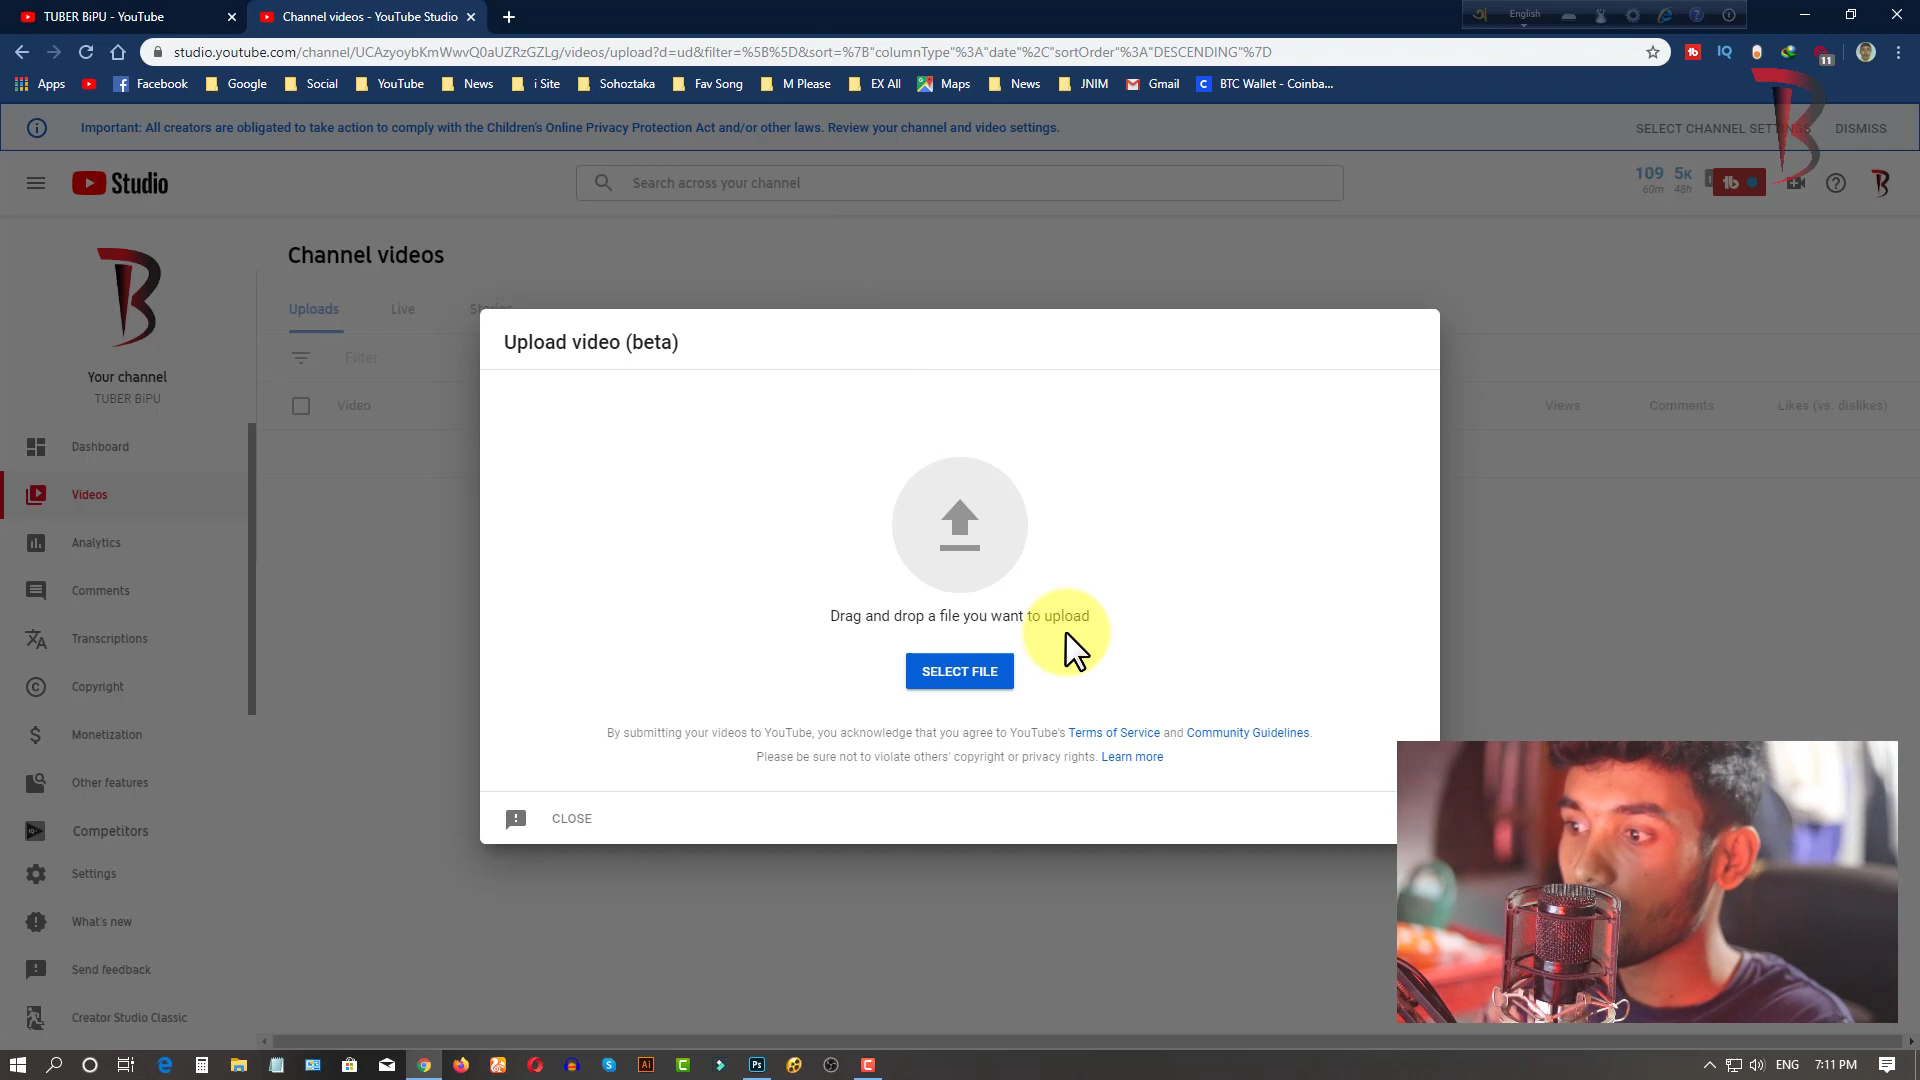 TUBER BiPU - YouTube
Channel videos - YouTube Studio
English
studio.youtube.com/channel/UCAzyoybKmWwvQ0aUZRzGZLg/videos/upload?d=ud&filter=%5B%5D&sort=%7B"columnType"%3A"date"%2C"sortOrder"%3A"DESCENDING"%7D
11
Apps
Facebook
Google
Social
YouTube
News
i Site
Sohoztaka
Fav Song
M Please
EX All
Maps
News
JNIM
Gmail
BTC Wallet - Coinba...
Important: All creators are obligated to take action to comply with the Children's Online Privacy Protection Act and/or other laws. Review your channel and video settings.
SELECT CHANNEL SETTINGS
DISMISS
Studio
Search across your channel
109
60m
5K
48h
Channel videos
Uploads
Live
Stories
Filter
Video
Views
Comments
Likes (vs. dislikes)
Your channel
TUBER BiPU
Dashboard
Videos
Analytics
Comments
Transcriptions
Copyright
Monetization
Other features
Competitors
Settings
What's new
Send feedback
Creator Studio Classic
Upload video (beta)
Drag and drop a file you want to upload
SELECT FILE
By submitting your videos to YouTube, you acknowledge that you agree to YouTube's Terms of Service and Community Guidelines.
Please be sure not to violate others' copyright or privacy rights. Learn more
CLOSE
ENG
7:11 PM